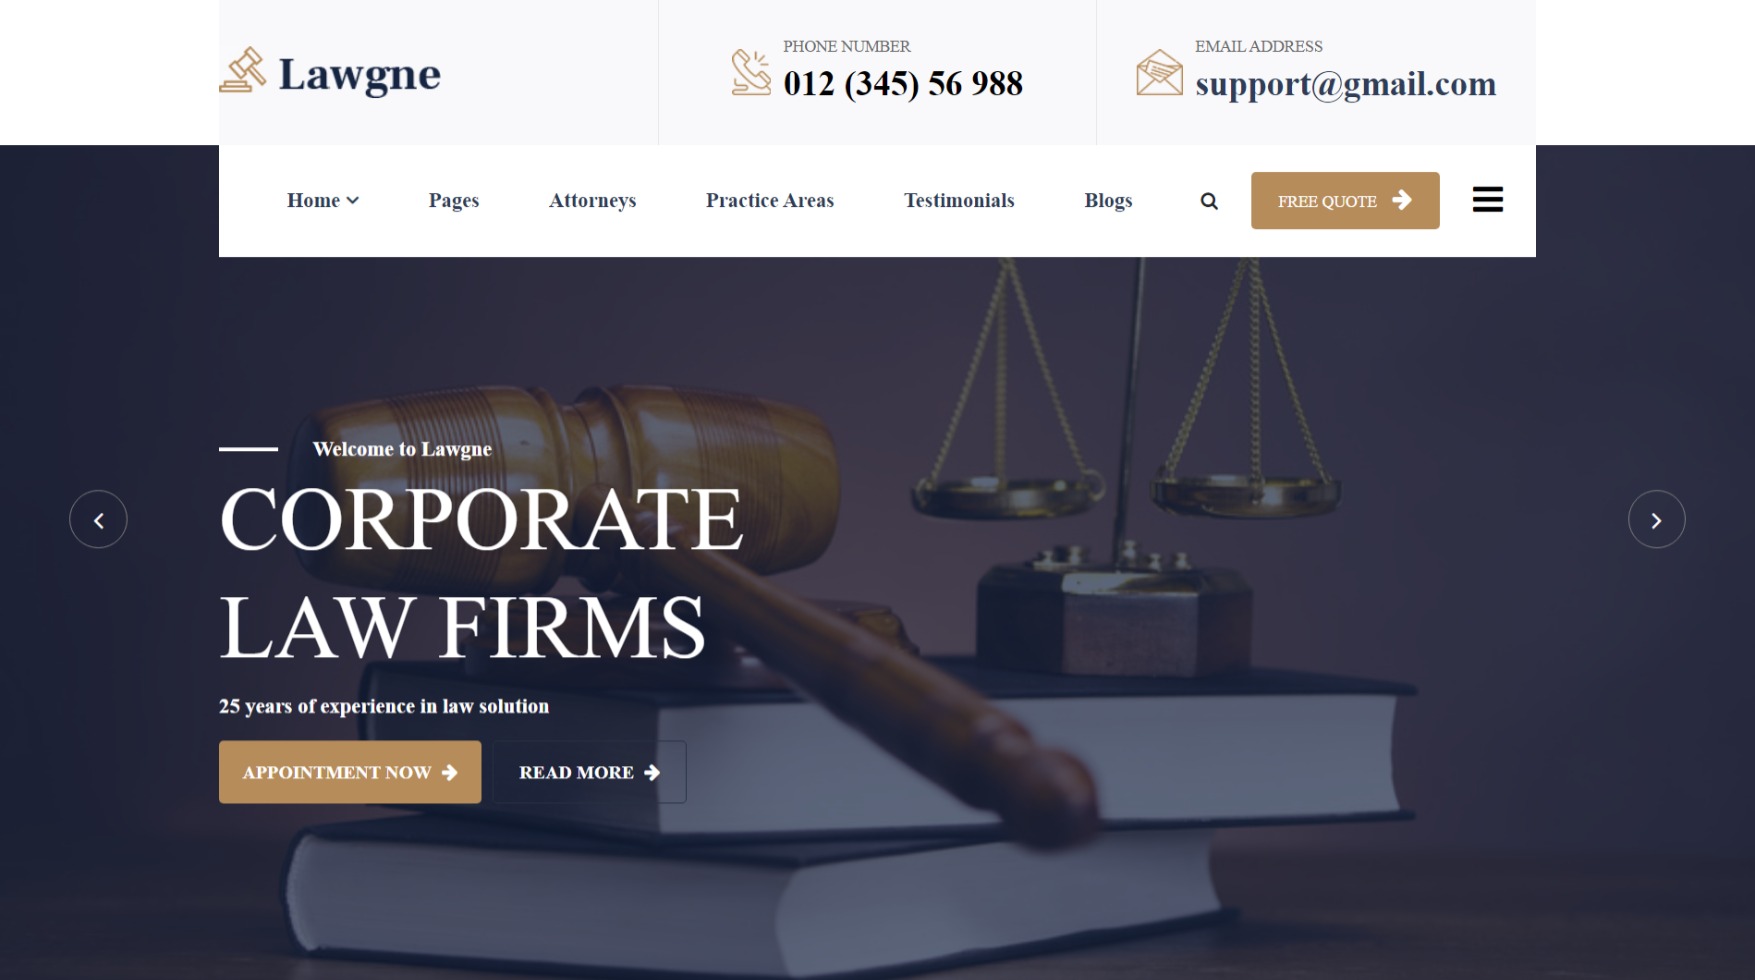 Lawgne
PHONE NUMBER
012 (345) 56 988
EMAIL ADDRESS
support@gmail.com
Home
Pages
Attorneys
Practice Areas
Testimonials
Blogs
FREE QUOTE
Welcome to Lawgne
CORPORATE
LAW FIRMS
25 years of experience in law solution
APPOINTMENT NOW
READ MORE